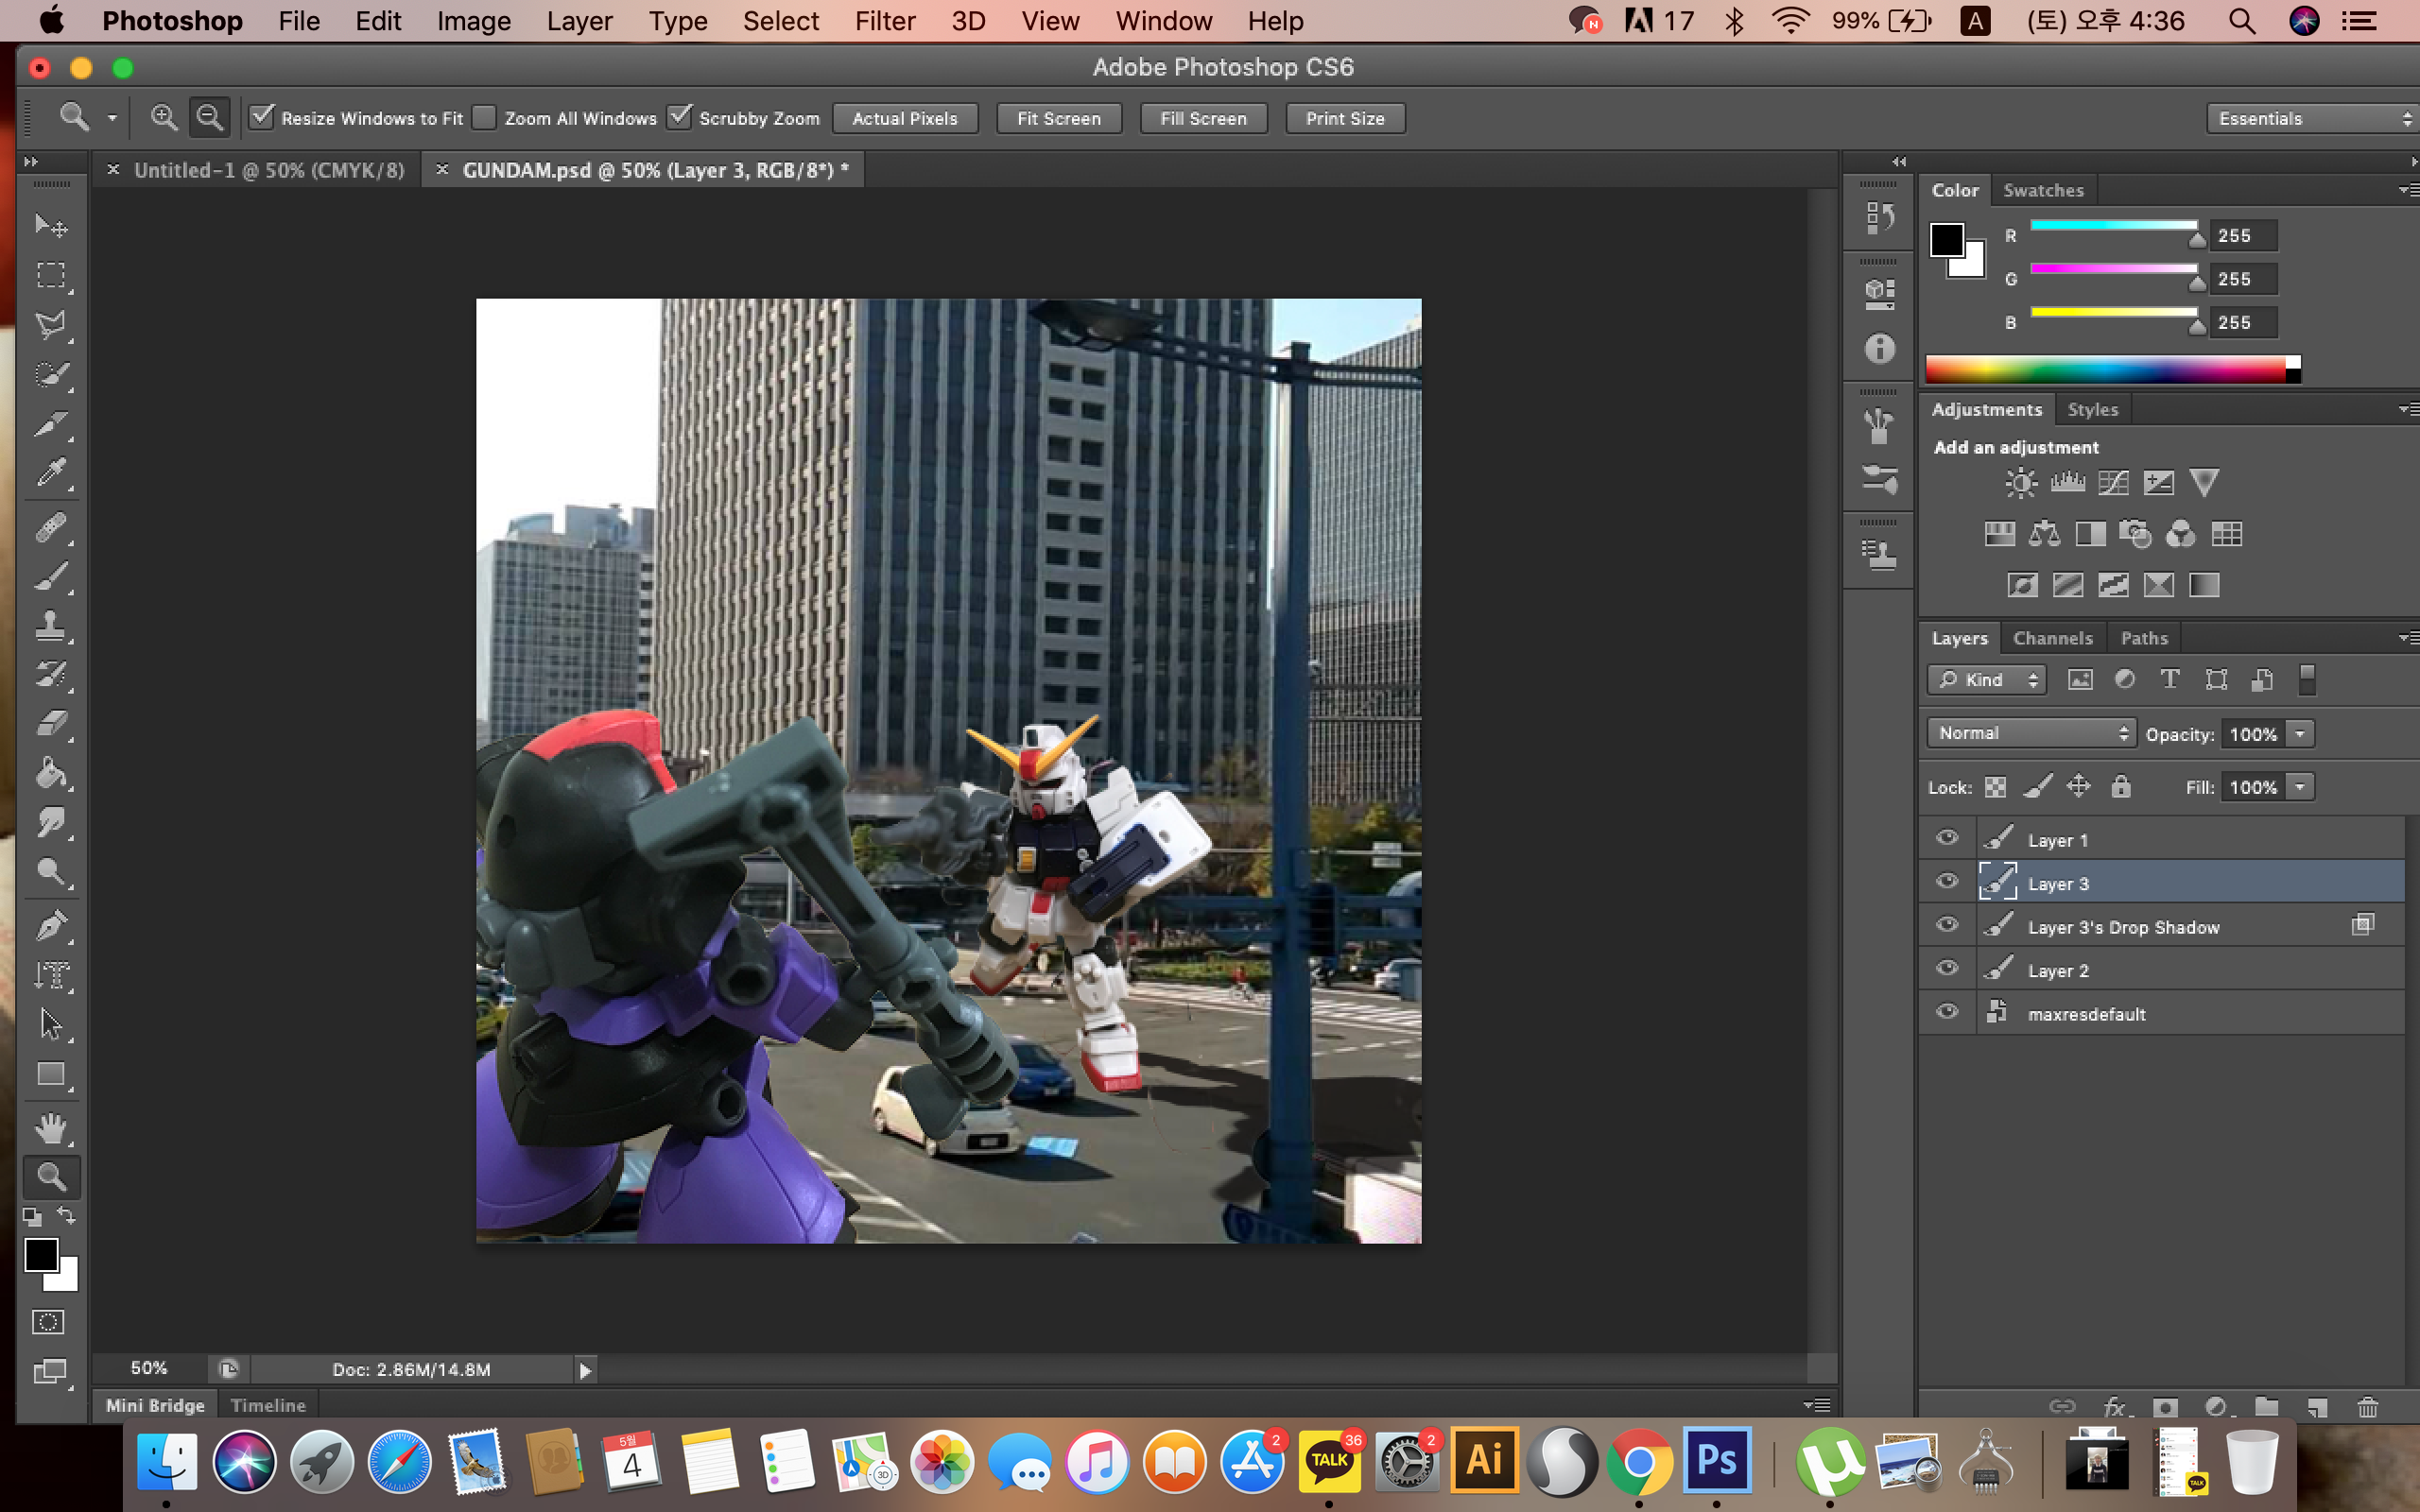 Photoshop File Edit Image Layer Type Select Filter 3D View Window Help N 17 99% A (토) 오후 4:36
Adobe Photoshop CS6
Resize Windows to Fit Zoom All Windows Scrubby Zoom Actual Pixels Fit Screen Fill Screen Print Size Essentials
Untitled-1 @ 50% (CMYK/8) GUNDAM.psd @ 50% (Layer 3, RGB/8*) *
Color Swatches
R 255
G 255
B 255
Adjustments Styles
Add an adjustment
Layers Channels Paths
Kind
Normal Opacity: 100%
Lock: Fill: 100%
Layer 1
Layer 3
Layer 3's Drop Shadow
Layer 2
maxresdefault
50% Doc: 2.86M/14.8M
fx
Mini Bridge Timeline
5월
4
3D
2
TALK
36
2
Ai
Ps
µ
TALK